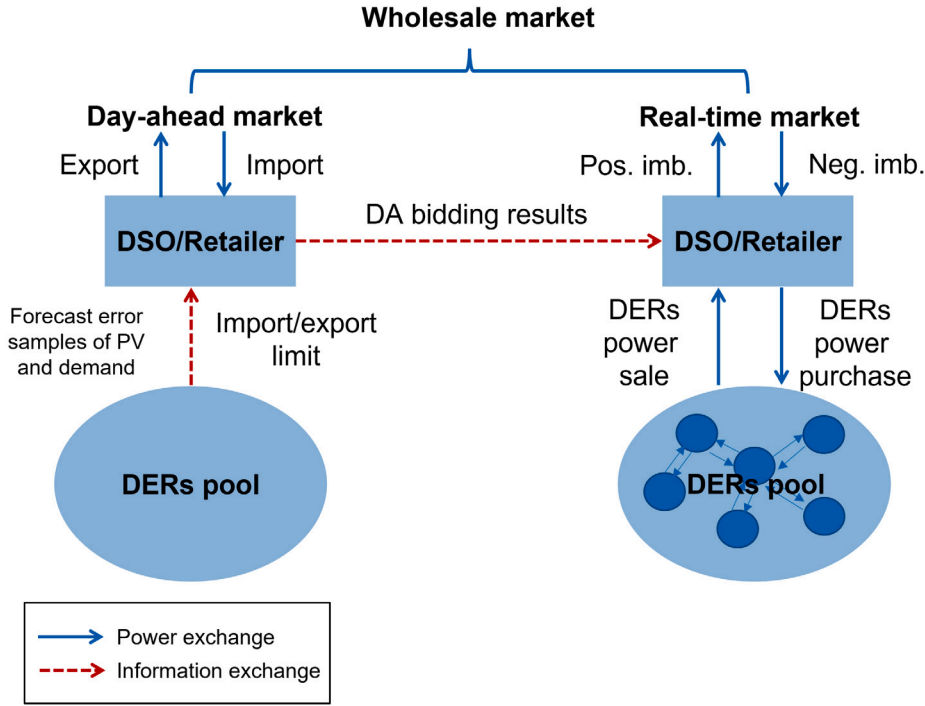 Wholesale market
Day-ahead market
Real-time market
Export
Import
Pos. imb.
Neg. imb.
DSO/Retailer
DA bidding results
DSO/Retailer
Forecast error
samples of PV
and demand
Import/export
limit
DERs
power
sale
DERs
power
purchase
DERs pool
DERs pool
Power exchange
Information exchange